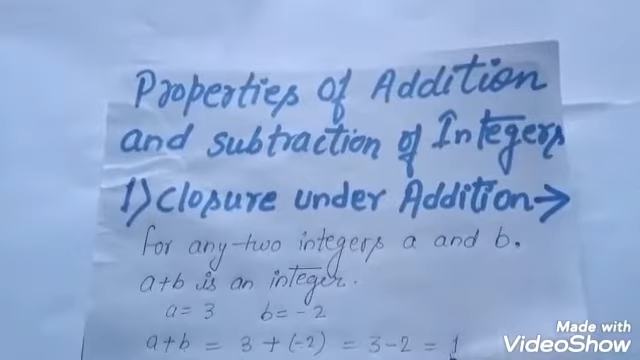 Properties of Addition
and subtraction of Integers
1) closure under Addition→
for any two integers a and b.
a+b is an integer.
a= 3 b= -2
a+b = 3 + (-2) = 3-2 = 1
Made with
VideoShow